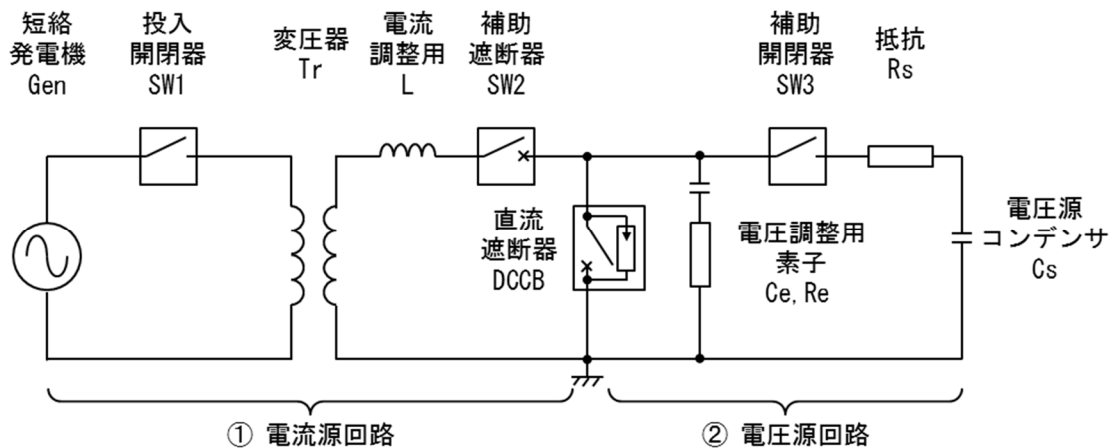 短絡
発電機
Gen
投入
開閉器
SW1
変圧器
Tr
電流
調整用
L
補助
遮断器
SW2
補助
開閉器
SW3
抵抗
Rs
直流
遮断器
DCCB
電圧調整用
素子
Ce, Re
電圧源
コンデンサ
Cs
① 電流源回路
② 電圧源回路